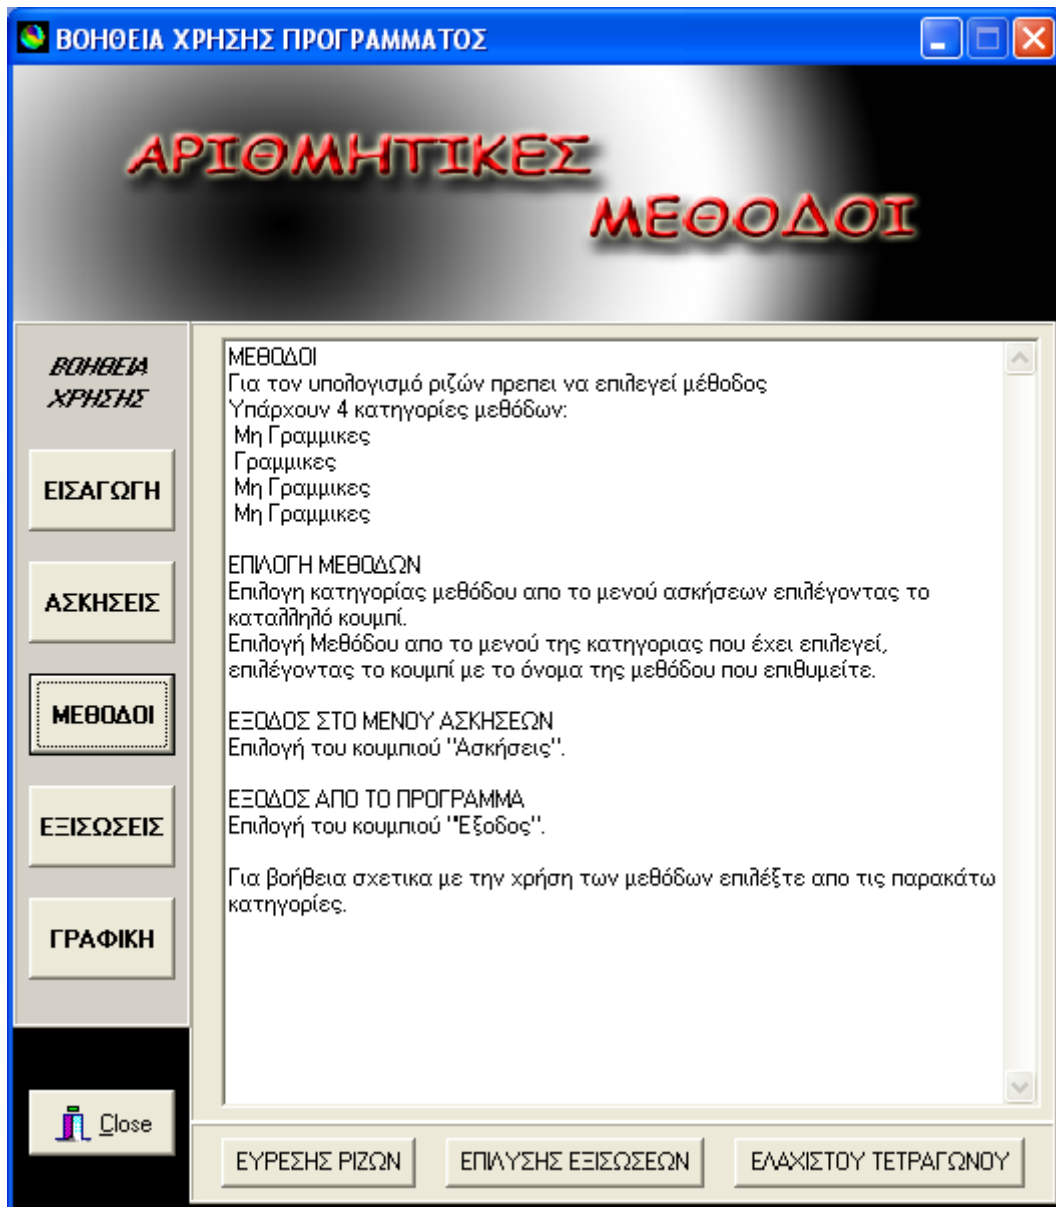 ΒΟΗΘΕΙΑ ΧΡΗΣΗΣ ΠΡΟΓΡΑΜΜΑΤΟΣ
ΑΡΙΘΜΗΤΙΚΕΣ
ΜΕΘΟΔΟΙ
ΒΟΗΘΕΙΑ
ΧΡΗΣΗΣ
ΕΙΣΑΓΩΓΗ
ΑΣΚΗΣΕΙΣ
ΜΕΘΟΔΟΙ
ΕΞΙΣΩΣΕΙΣ
ΓΡΑΦΙΚΗ
Close
ΜΕΘΟΔΟΙ
Για τον υπολογισμό ριζών πρεπει να επιλεγεί μέθοδος
Υπάρχουν 4 κατηγορίες μεθόδων:
Μη Γραμμικες
Γραμμικες
Μη Γραμμικες
Μη Γραμμικες
ΕΠΙΛΟΓΗ ΜΕΘΟΔΩΝ
Επιλογη κατηγορίας μεθόδου απο το μενού ασκήσεων επιλέγοντας το
καταλληλό κουμπί.
Επιλογή Μεθόδου απο το μενού της κατηγοριας που έχει επιλεγεί,
επιλέγοντας το κουμπί με το όνομα της μεθόδου που επιθυμείτε.
ΕΞΟΔΟΣ ΣΤΟ ΜΕΝΟΥ ΑΣΚΗΣΕΩΝ
Επιλογή του κουμπιού "Ασκήσεις".
ΕΞΟΔΟΣ ΑΠΟ ΤΟ ΠΡΟΓΡΑΜΜΑ
Επιλογή του κουμπιού "Έξοδος".
Για βοήθεια σχετικα με την χρήση των μεθόδων επιλέξτε απο τις παρακάτω
κατηγορίες.
ΕΥΡΕΣΗΣ ΡΙΖΩΝ
ΕΠΙΛΥΣΗΣ ΕΞΙΣΩΣΕΩΝ
ΕΛΑΧΙΣΤΟΥ ΤΕΤΡΑΓΩΝΟΥ